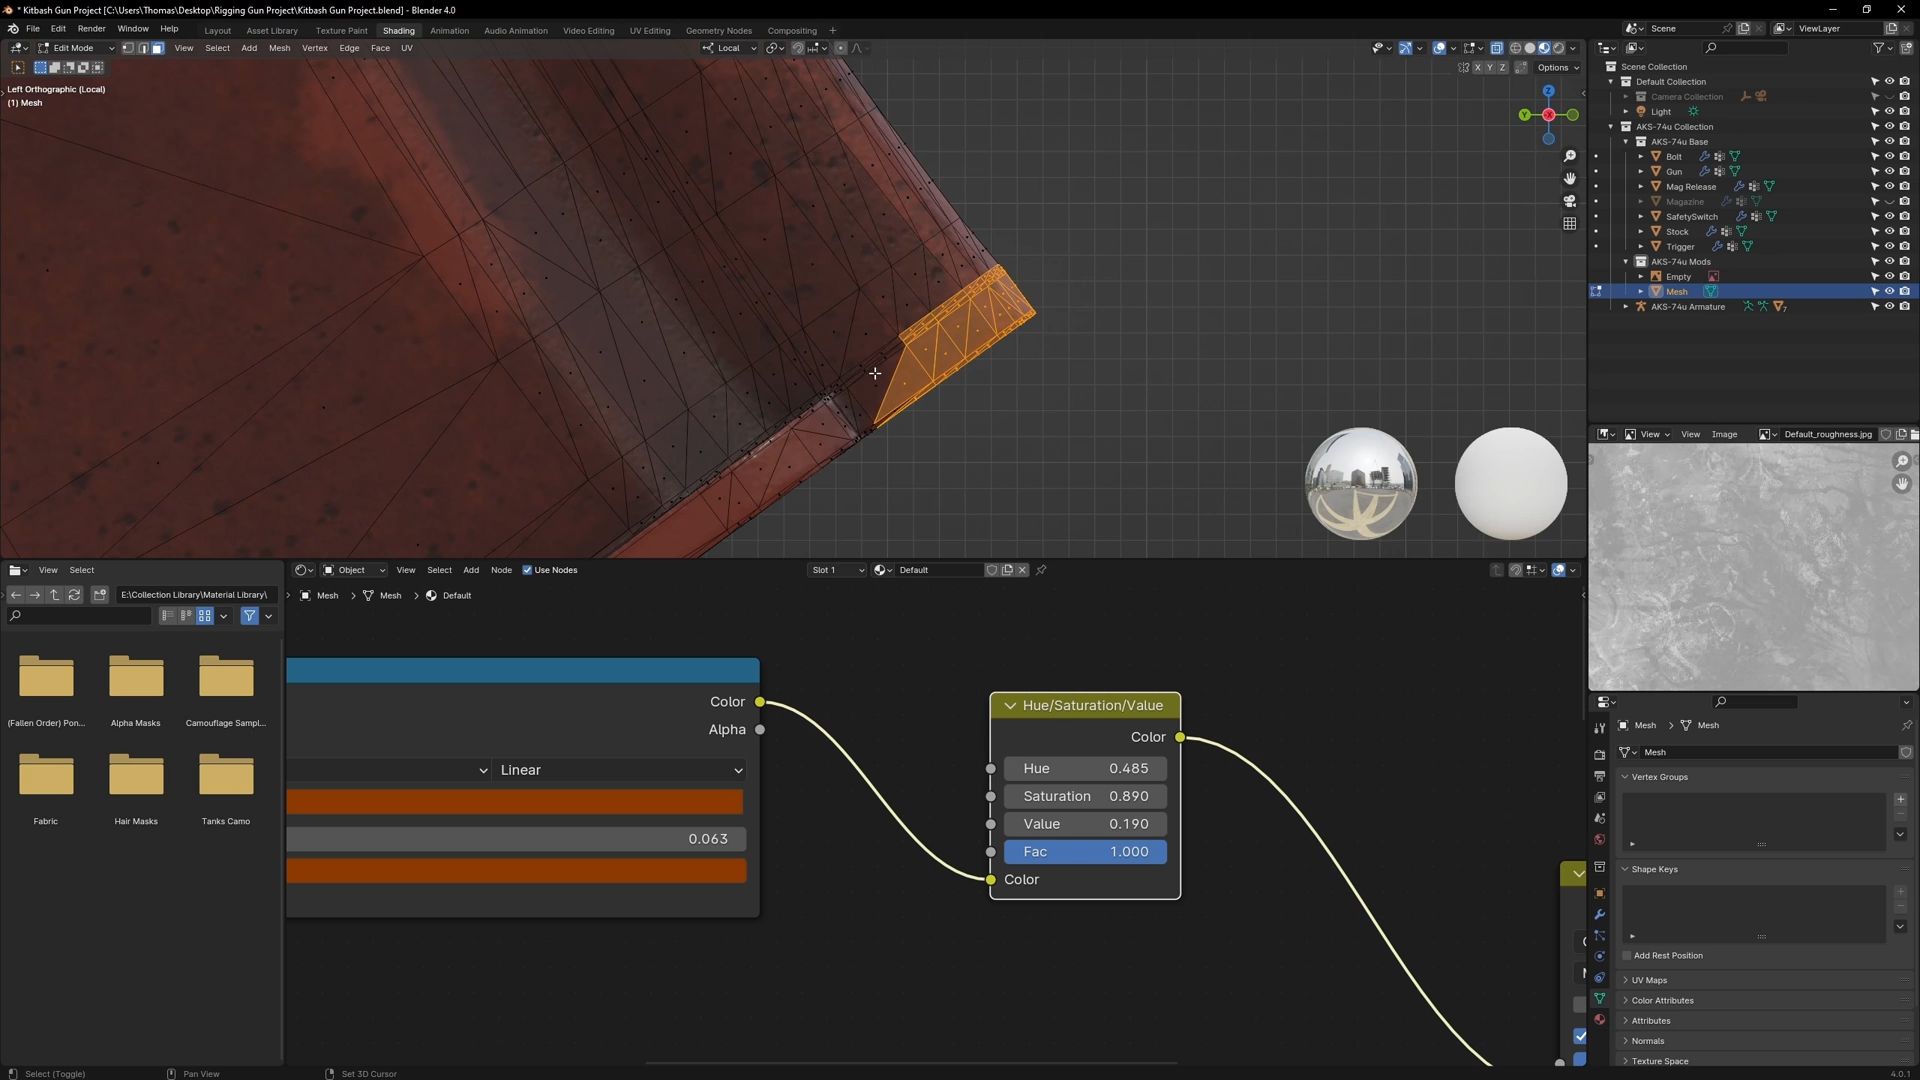 * Kitbash Gun Project [C:\Users\Thomas\Desktop\Rigging Gun Project\Kitbash Gun Project.blend] - Blender 4.0
File Edit Render Window Help
Layout Asset Library Texture Paint Shading Animation Audio Animation Video Editing UV Editing Geometry Nodes Compositing +
Scene
ViewLayer
Edit Mode View Select Add Mesh Vertex Edge Face UV
Local
X Y Z
Options
Left Orthographic (Local)
(1) Mesh
Z
Y
X
Scene Collection
Default Collection
Camera Collection
Light
AKS-74u Collection
AKS-74u Base
Bolt
Gun
Mag Release
Magazine
SafetySwitch
Stock
Trigger
AKS-74u Mods
Empty
Mesh
AKS-74u Armature
7
View View Image Default_roughness.jpg
View Select
E:\Collection Library\Material Library\
(Fallen Order) Pon...
Alpha Masks
Camouflage Sampl...
Fabric
Hair Masks
Tanks Camo
Object View Select Add Node Use Nodes
Slot 1
Default
Mesh > Mesh > Default
Color
Alpha
Linear
0.063
Hue/Saturation/Value
Color
Hue 0.485
Saturation 0.890
Value 0.190
Fac 1.000
Color
Mesh > Mesh
Mesh
Vertex Groups
Shape Keys
Add Rest Position
UV Maps
Color Attributes
Attributes
Normals
Texture Space
Select (Toggle)
Pan View
Set 3D Cursor
4.0.1